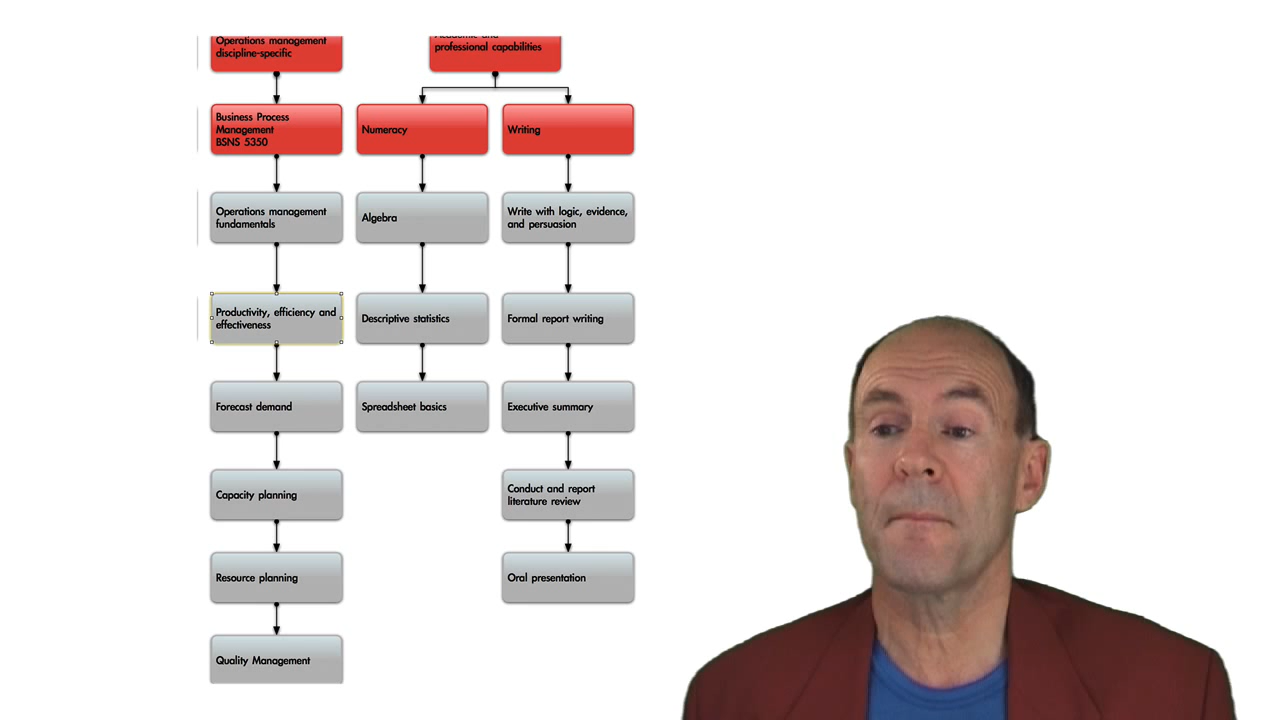 Operations management
discipline-specific
Academic and
professional capabilities
Business Process
Management
BSNS 5350
Numeracy
Writing
Operations management
fundamentals
Algebra
Write with logic, evidence,
and persuasion
Productivity, efficiency and
effectiveness
Descriptive statistics
Formal report writing
Forecast demand
Spreadsheet basics
Executive summary
Capacity planning
Conduct and report
literature review
Resource planning
Oral presentation
Quality Management